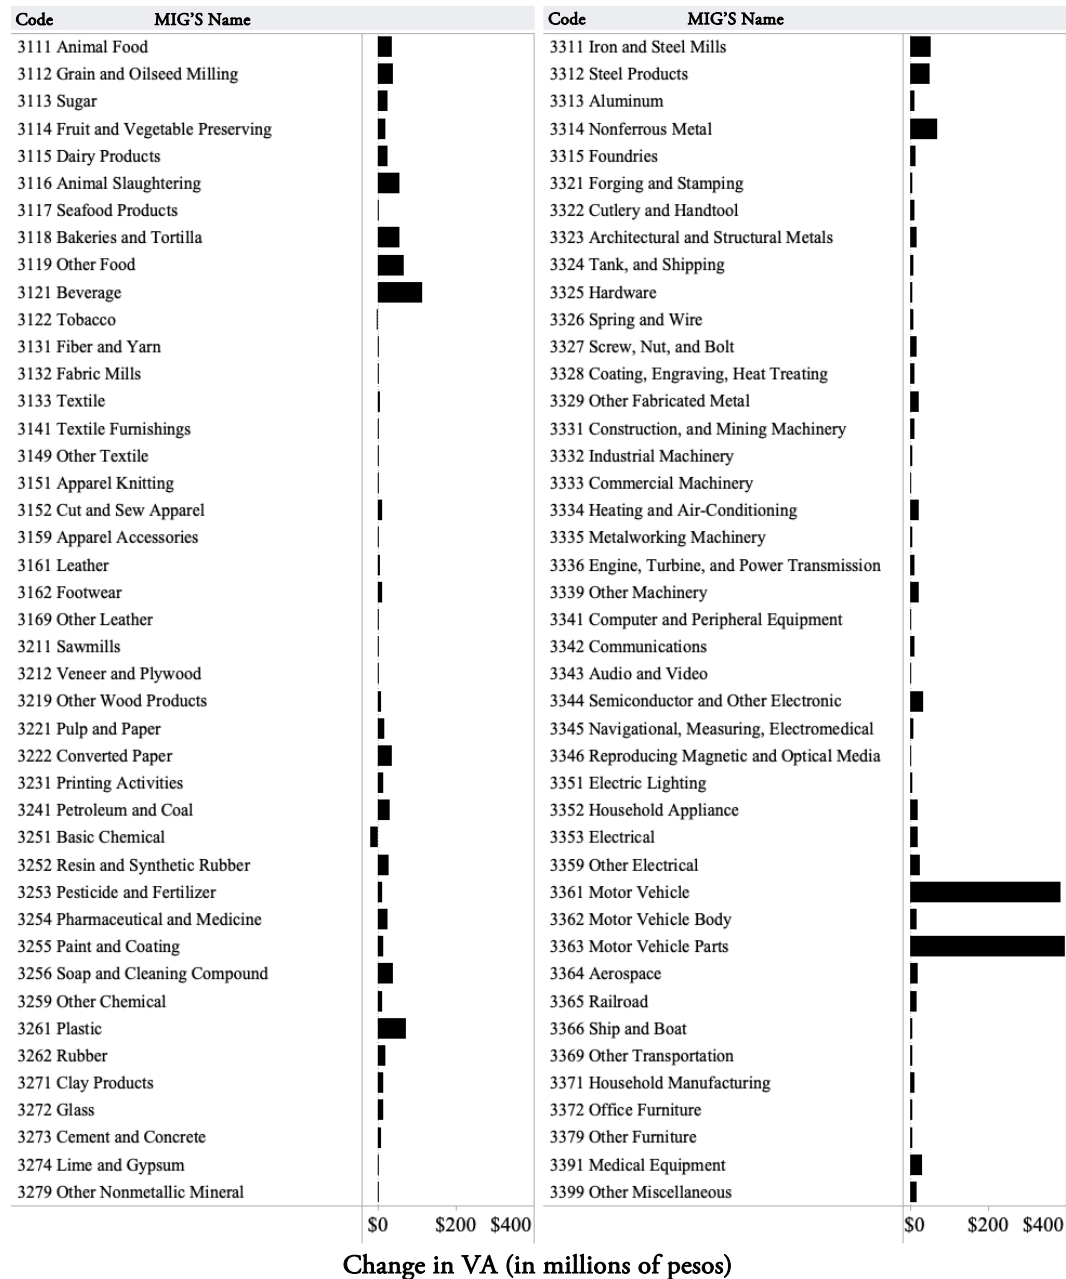 Code MIG'S Name
3111 Animal Food
3112 Grain and Oilseed Milling
3113 Sugar
3114 Fruit and Vegetable Preserving
3115 Dairy Products
3116 Animal Slaughtering
3117 Seafood Products
3118 Bakeries and Tortilla
3119 Other Food
3121 Beverage
3122 Tobacco
3131 Fiber and Yarn
3132 Fabric Mills
3133 Textile
3141 Textile Furnishings
3149 Other Textile
3151 Apparel Knitting
3152 Cut and Sew Apparel
3159 Apparel Accessories
3161 Leather
3162 Footwear
3169 Other Leather
3211 Sawmills
3212 Veneer and Plywood
3219 Other Wood Products
3221 Pulp and Paper
3222 Converted Paper
3231 Printing Activities
3241 Petroleum and Coal
3251 Basic Chemical
3252 Resin and Synthetic Rubber
3253 Pesticide and Fertilizer
3254 Pharmaceutical and Medicine
3255 Paint and Coating
3256 Soap and Cleaning Compound
3259 Other Chemical
3261 Plastic
3262 Rubber
3271 Clay Products
3272 Glass
3273 Cement and Concrete
3274 Lime and Gypsum
3279 Other Nonmetallic Mineral
$0 $200 $400
Code MIG'S Name
3311 Iron and Steel Mills
3312 Steel Products
3313 Aluminum
3314 Nonferrous Metal
3315 Foundries
3321 Forging and Stamping
3322 Cutlery and Handtool
3323 Architectural and Structural Metals
3324 Tank, and Shipping
3325 Hardware
3326 Spring and Wire
3327 Screw, Nut, and Bolt
3328 Coating, Engraving, Heat Treating
3329 Other Fabricated Metal
3331 Construction, and Mining Machinery
3332 Industrial Machinery
3333 Commercial Machinery
3334 Heating and Air-Conditioning
3335 Metalworking Machinery
3336 Engine, Turbine, and Power Transmission
3339 Other Machinery
3341 Computer and Peripheral Equipment
3342 Communications
3343 Audio and Video
3344 Semiconductor and Other Electronic
3345 Navigational, Measuring, Electromedical
3346 Reproducing Magnetic and Optical Media
3351 Electric Lighting
3352 Household Appliance
3353 Electrical
3359 Other Electrical
3361 Motor Vehicle
3362 Motor Vehicle Body
3363 Motor Vehicle Parts
3364 Aerospace
3365 Railroad
3366 Ship and Boat
3369 Other Transportation
3371 Household Manufacturing
3372 Office Furniture
3379 Other Furniture
3391 Medical Equipment
3399 Other Miscellaneous
$0 $200 $400
Change in VA (in millions of pesos)